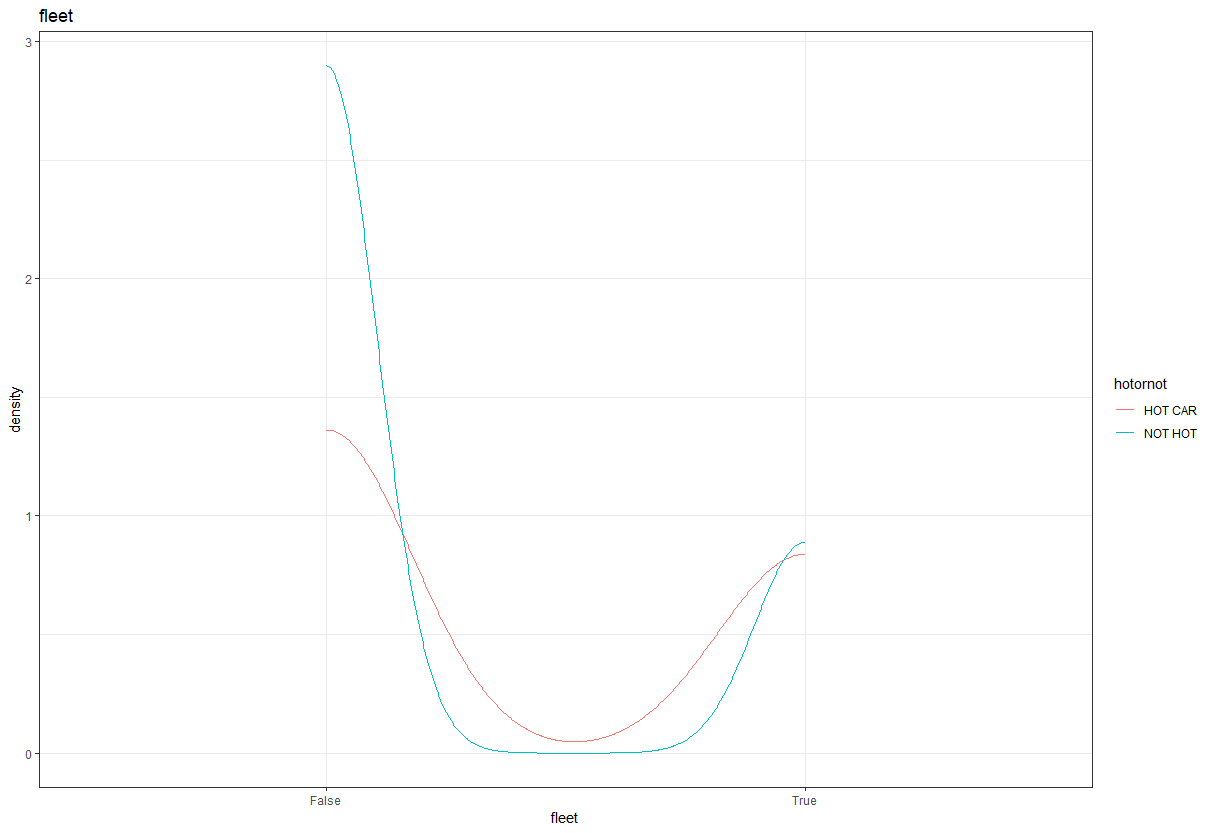 fleet
3
2
1
0
density
False
True
fleet
hotornot
HOT CAR
NOT HOT